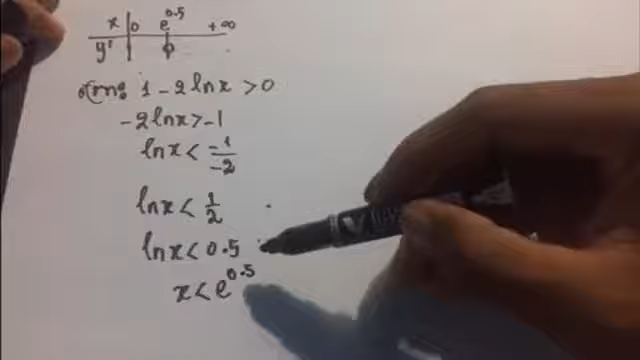 x 0 e^0.5 +∞
y' 0
1 - 2lnx > 0
-2lnx > -1
lnx < -1/-2
lnx < 1/2
lnx < 0.5
x < e^0.5